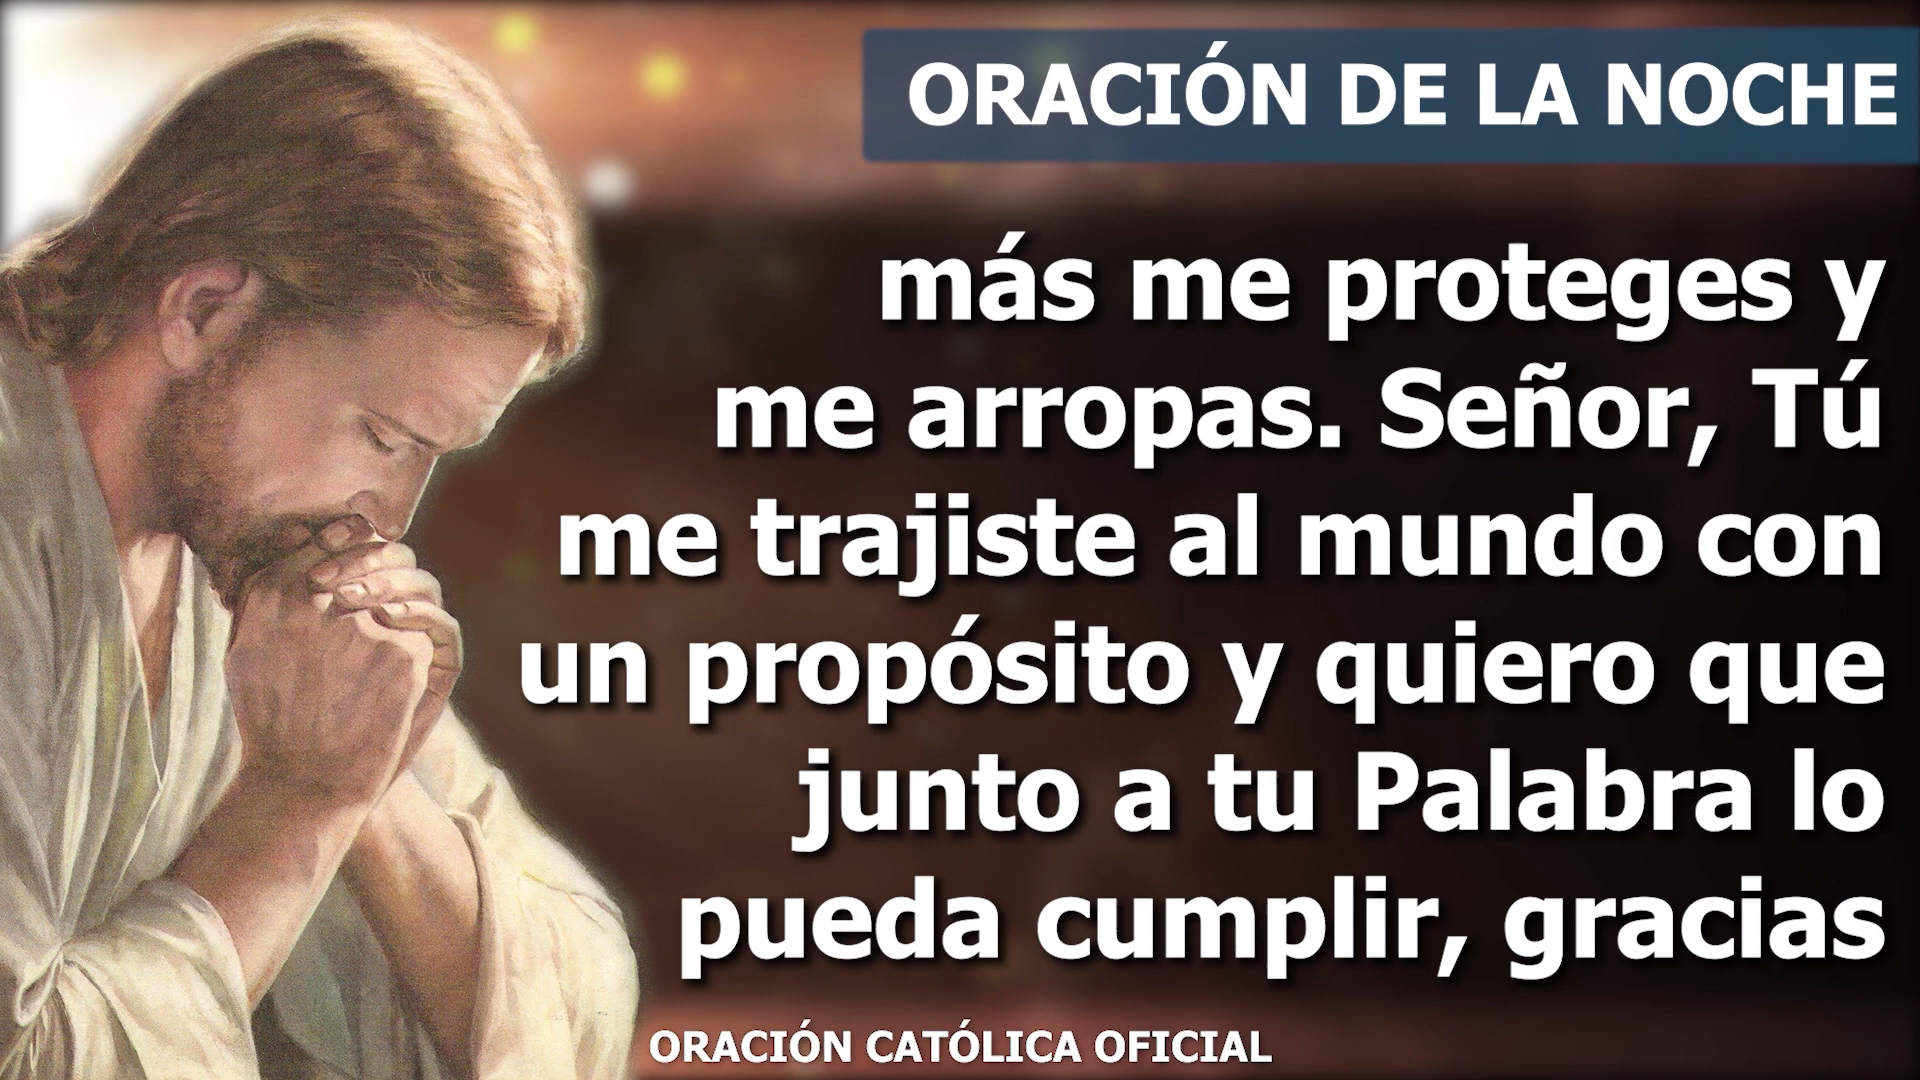 ORACIÓN DE LA NOCHE
más me proteges y
me arropas. Señor, Tú
me trajiste al mundo con
un propósito y quiero que
junto a tu Palabra lo
pueda cumplir, gracias
ORACIÓN CATÓLICA OFICIAL